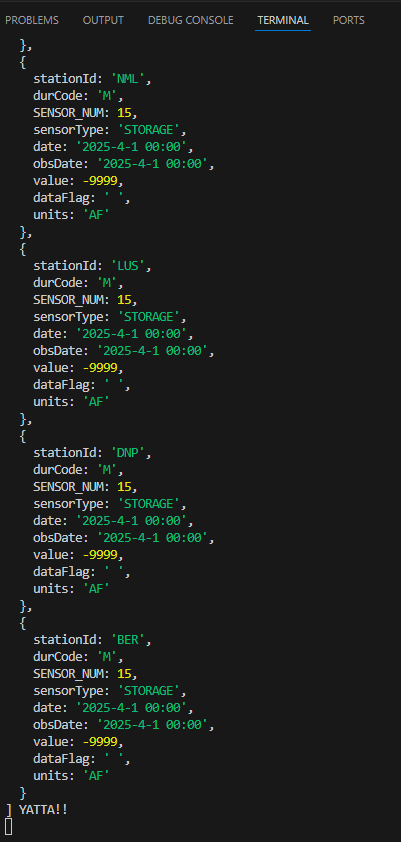 PROBLEMS OUTPUT DEBUG CONSOLE TERMINAL PORTS
},
{
stationId: 'NML',
durCode: 'M',
SENSOR_NUM: 15,
sensorType: 'STORAGE',
date: '2025-4-1 00:00',
obsDate: '2025-4-1 00:00',
value: -9999,
dataFlag: ' ',
units: 'AF'
},
{
stationId: 'LUS',
durCode: 'M',
SENSOR_NUM: 15,
sensorType: 'STORAGE',
date: '2025-4-1 00:00',
obsDate: '2025-4-1 00:00',
value: -9999,
dataFlag: ' ',
units: 'AF'
},
{
stationId: 'DNP',
durCode: 'M',
SENSOR_NUM: 15,
sensorType: 'STORAGE',
date: '2025-4-1 00:00',
obsDate: '2025-4-1 00:00',
value: -9999,
dataFlag: ' ',
units: 'AF'
},
{
stationId: 'BER',
durCode: 'M',
SENSOR_NUM: 15,
sensorType: 'STORAGE',
date: '2025-4-1 00:00',
obsDate: '2025-4-1 00:00',
value: -9999,
dataFlag: ' ',
units: 'AF'
}
] YATTA!!